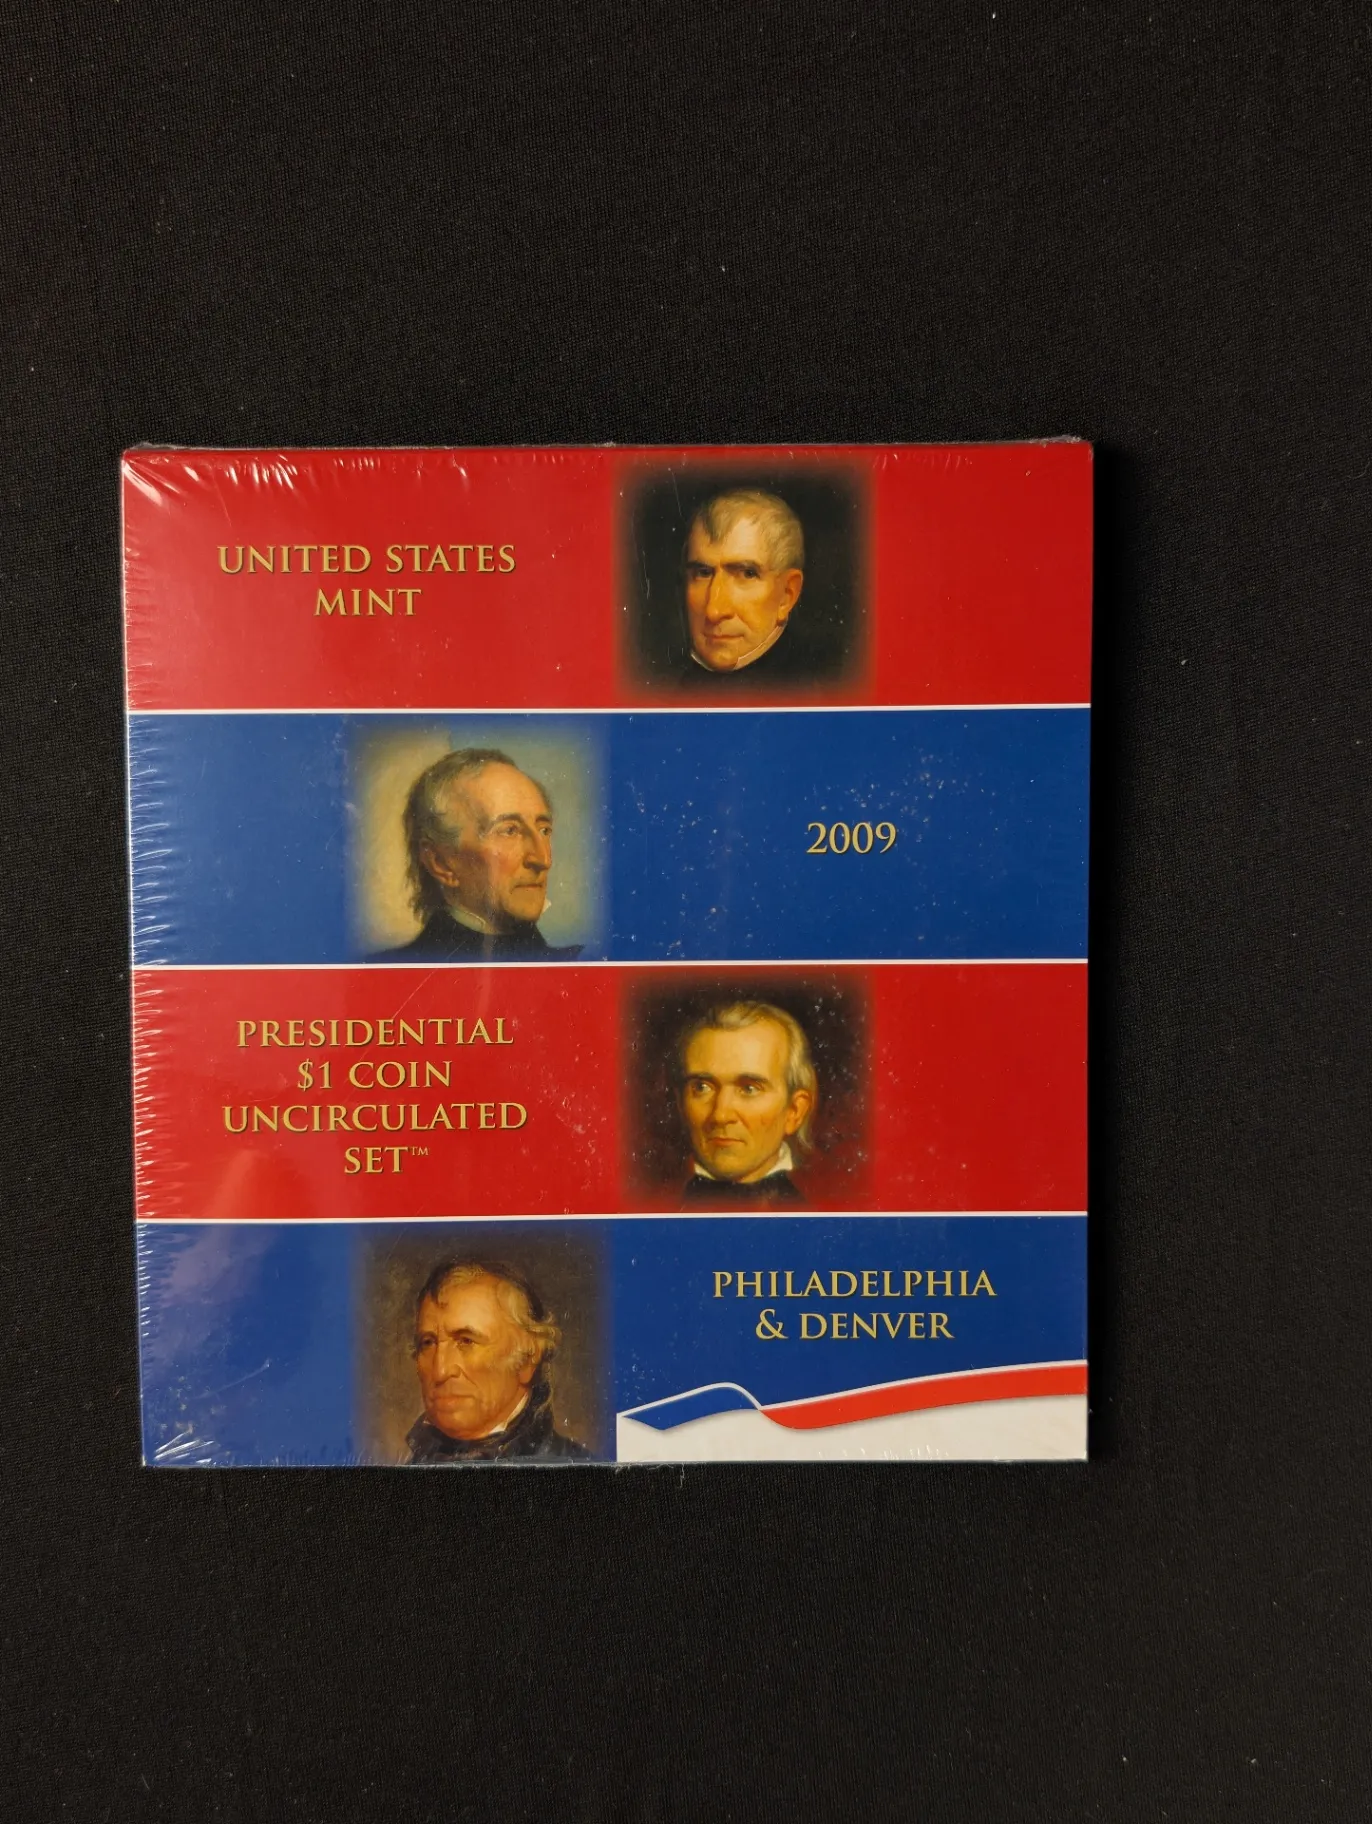 UNITED STATES
MINT
2009
PRESIDENTIAL
$1 COIN
UNCIRCULATED
SET™
PHILADELPHIA
& DENVER